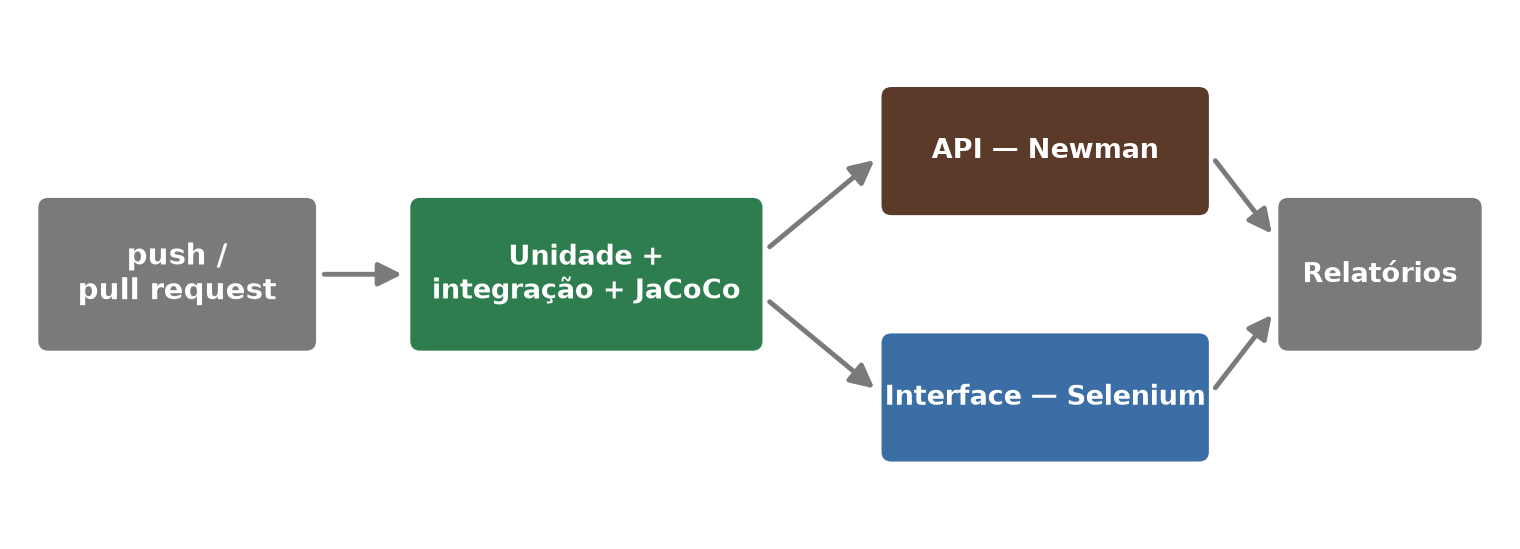 push /
pull request
Unidade +
integração + JaCoCo
API — Newman
Interface — Selenium
Relatórios